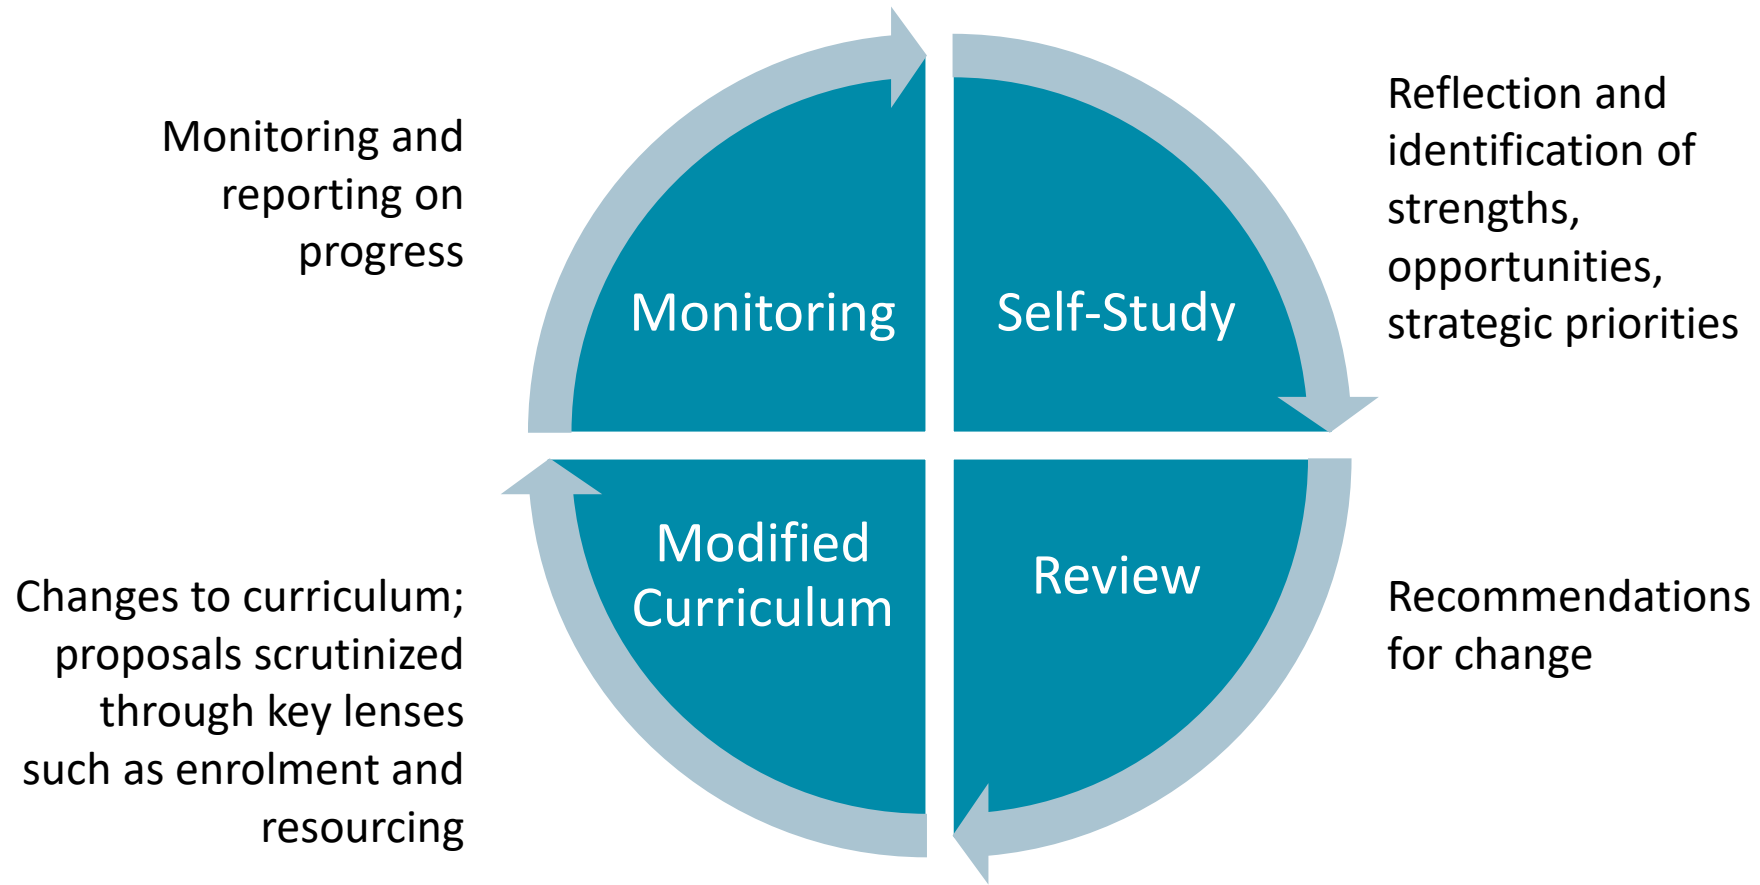 Monitoring and
reporting on
progress
Monitoring
Self-Study
Reflection and
identification of
strengths,
opportunities,
strategic priorities
Changes to curriculum;
proposals scrutinized
through key lenses
such as enrolment and
resourcing
Modified
Curriculum
Review
Recommendations
for change